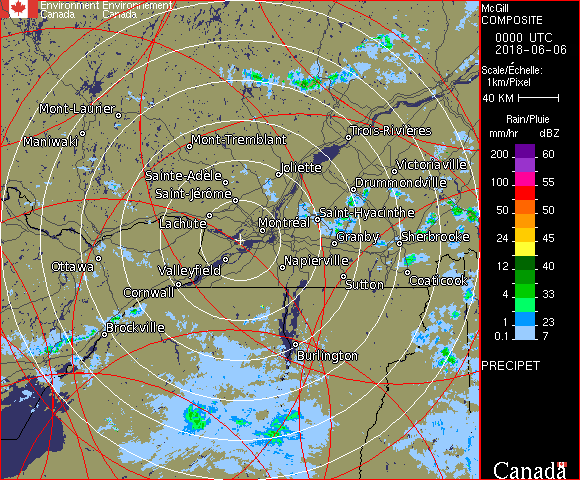 Environment Environnement
Canada Canada
Mont-Laurier
Maniwaki
Mont-Tremblant
Trois-Rivières
Joliette
Victoriaville
Sainte-Adèle
Drummondville
Saint-Jérôme
Lachute
Montréal
Saint-Hyacinthe
Granby
Sherbrooke
Ottawa
Valleyfield
Napierville
Cornwall
Sutton
Coaticook
Brockville
Burlington
McGill
COMPOSITE
0000 UTC
2018-06-06
Scale/Échelle:
1km/Pixel
40 KM
Rain/Pluie
mm/hr dBZ
200 60
100 55
50 50
24 45
12 40
4 33
1 23
0.1 7
PRECIPET
Canada